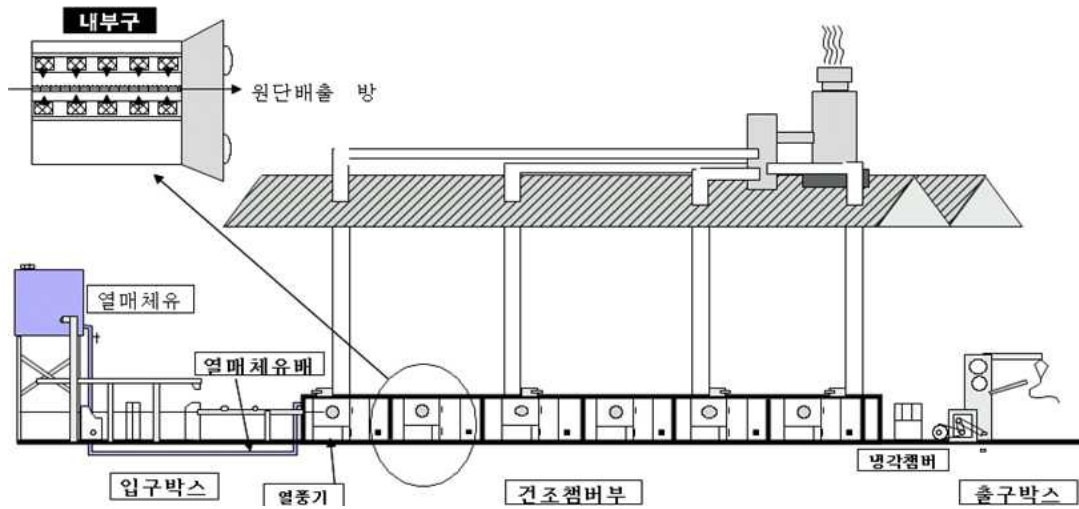 내부구
원단배출 방
열매체유
열매체유배
입구박스
열풍기
건조챔버부
냉각챔버
출구박스